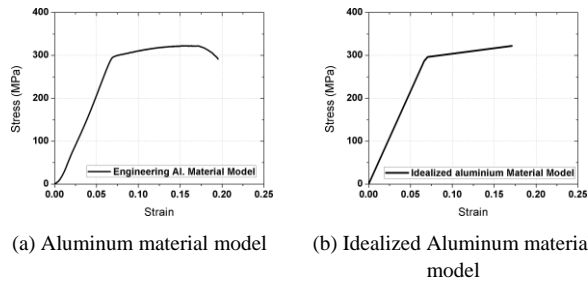 400
300
200
100
0
Stress (MPa)
0.00 0.05 0.10 0.15 0.20 0.25
Strain
Engineering Al. Material Model
(a) Aluminum material model
400
300
200
100
0
Stress (MPa)
0.00 0.05 0.10 0.15 0.20 0.25
Strain
Idealized aluminium Material Model
(b) Idealized Aluminum materia
model